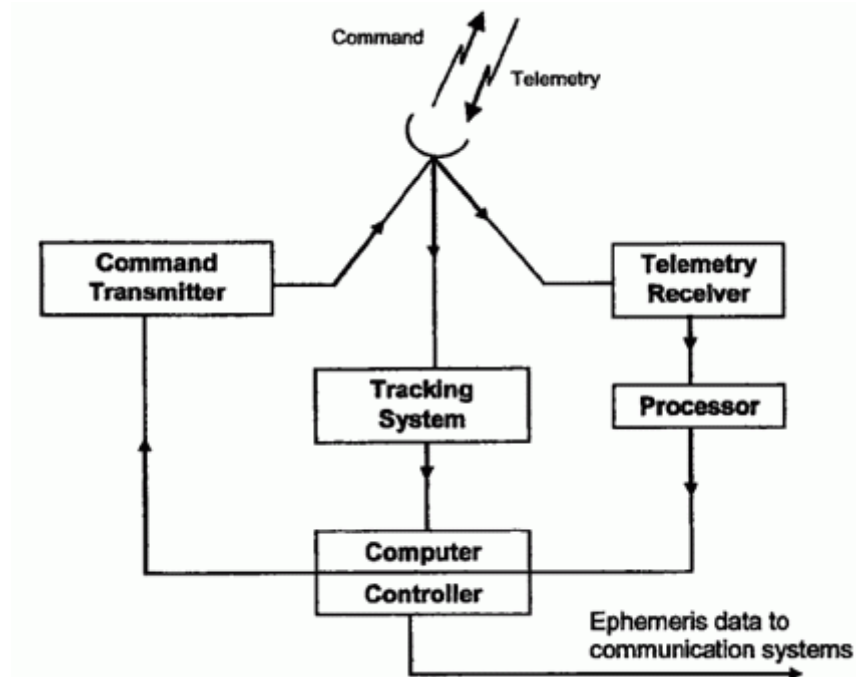 Command
Telemetry
Command
Transmitter
Telemetry
Receiver
Tracking
System
Processor
Computer
Controller
Ephemeris data to
communication systems